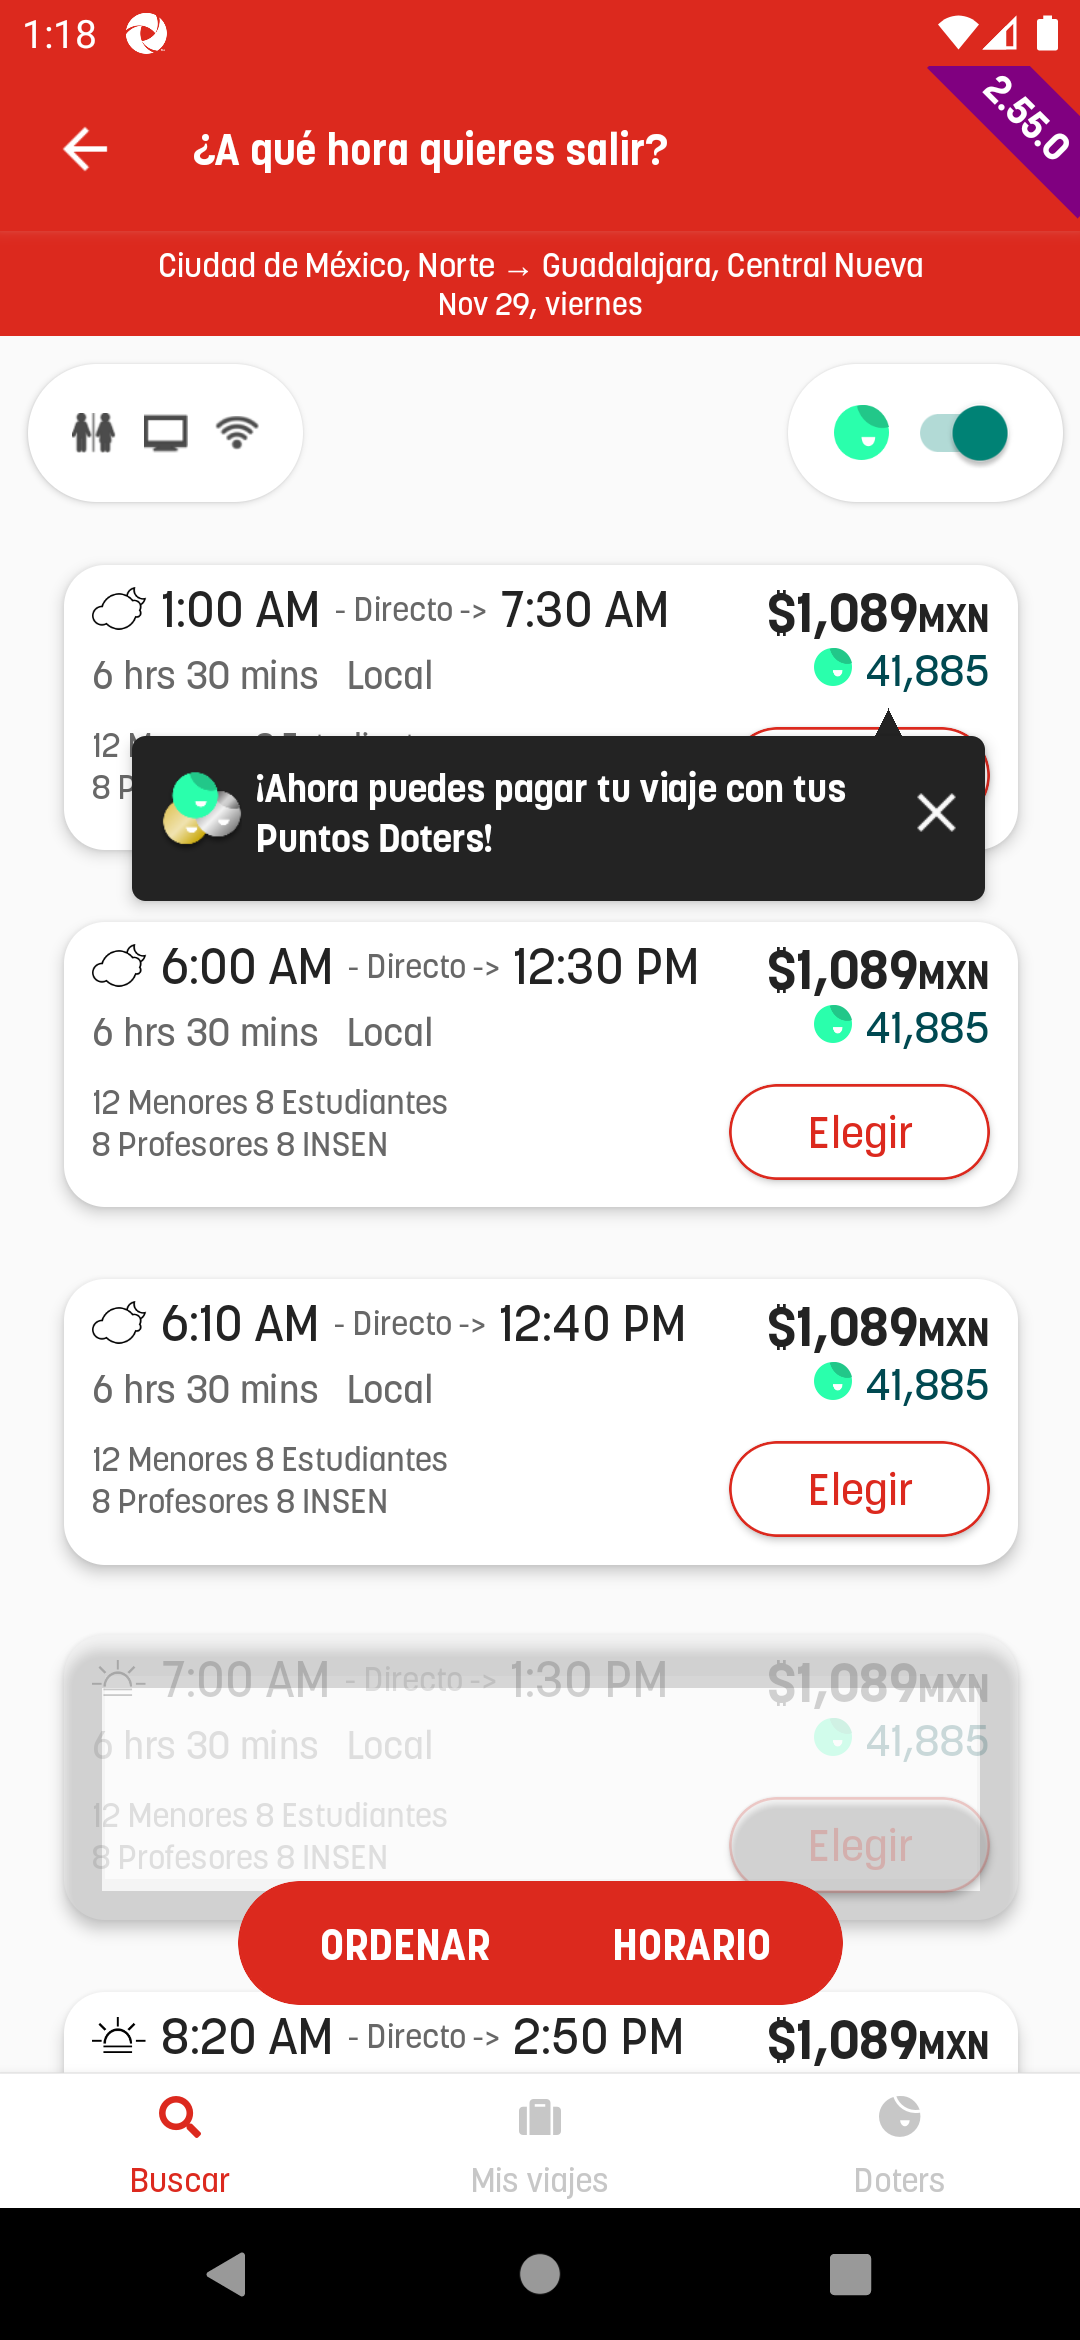 1:18
2.55.0
¿A qué hora quieres salir?
Ciudad de México, Norte → Guadalajara, Central Nueva
Nov 29, viernes
1:00 AM - Directo -> 7:30 AM $1,089MXN
6 hrs 30 mins Local 41,885
12
8 P
¡Ahora puedes pagar tu viaje con tus
Puntos Doters!
6:00 AM - Directo -> 12:30 PM $1,089MXN
6 hrs 30 mins Local 41,885
12 Menores 8 Estudiantes
8 Profesores 8 INSEN
Elegir
6:10 AM - Directo -> 12:40 PM $1,089MXN
6 hrs 30 mins Local 41,885
12 Menores 8 Estudiantes
8 Profesores 8 INSEN
Elegir
7:00 AM - Directo -> 1:30 PM $1,089MXN
6 hrs 30 mins Local 41,885
12 Menores 8 Estudiantes
8 Profesores 8 INSEN
Elegir
ORDENAR HORARIO
8:20 AM - Directo -> 2:50 PM $1,089MXN
Buscar Mis viajes Doters